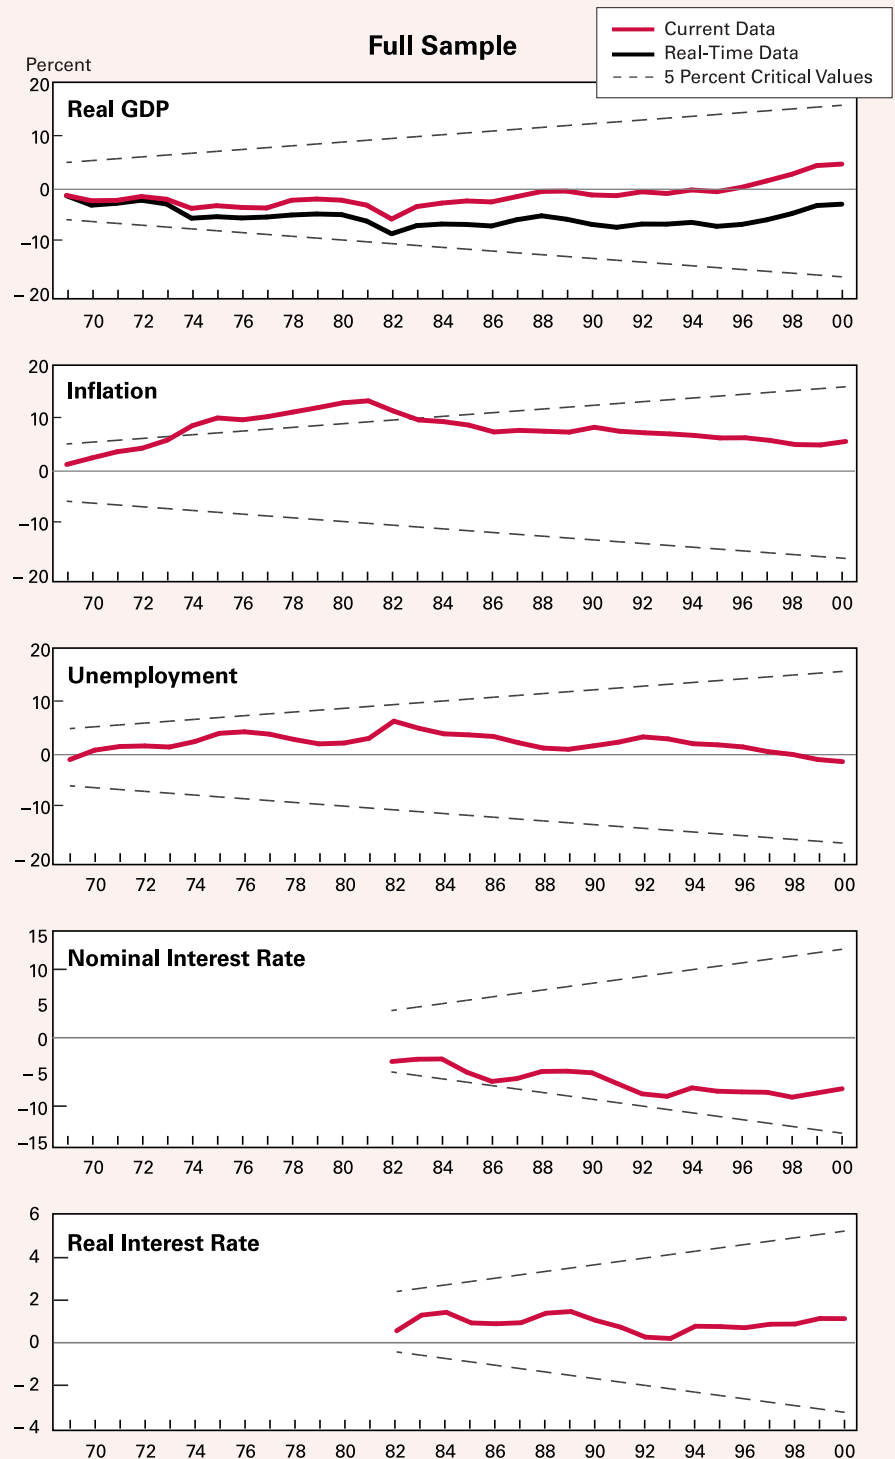 Full Sample
Current Data
Real-Time Data
5 Percent Critical Values
Percent
Real GDP
20
10
0
−10
− 20
70 72 74 76 78 80 82 84 86 88 90 92 94 96 98 00
Inflation
20
10
0
−10
− 20
70 72 74 76 78 80 82 84 86 88 90 92 94 96 98 00
Unemployment
20
10
0
−10
− 20
70 72 74 76 78 80 82 84 86 88 90 92 94 96 98 00
Nominal Interest Rate
15
10
5
0
− 5
−10
−15
70 72 74 76 78 80 82 84 86 88 90 92 94 96 98 00
Real Interest Rate
6
4
2
0
− 2
− 4
70 72 74 76 78 80 82 84 86 88 90 92 94 96 98 00